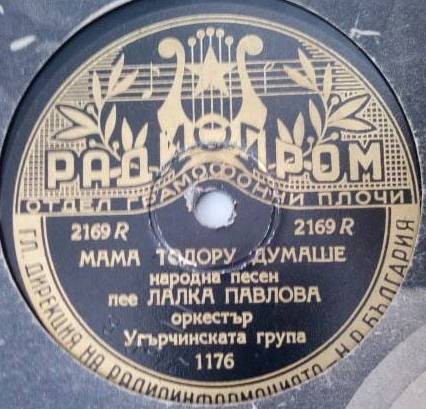 РАДИОПРОМ
ОТДЕЛ ГРАМОФОННИ ПЛОЧИ
2169 R 2169 R
МАМА ТОДОРУ ДУМАШЕ
народна песен
пее ЛАЛКА ПАВЛОВА
оркестър
Угърчинската група
1176
ГЛ. ДИРЕКЦИЯ НА РАДИОИНФОРМАЦИЯТА - Н.Р. БЪЛГАРИЯ